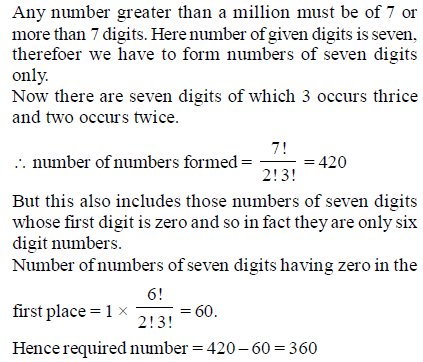 Any number greater than a million must be of 7 or
more than 7 digits. Here number of given digits is seven,
therefoer we have to form numbers of seven digits
only.
Now there are seven digits of which 3 occurs thrice
and two occurs twice.
∴ number of numbers formed = 7! / 2!3! = 420
But this also includes those numbers of seven digits
whose first digit is zero and so in fact they are only six
digit numbers.
Number of numbers of seven digits having zero in the
first place = 1 × 6! / 2!3! = 60.
Hence required number = 420 – 60 = 360